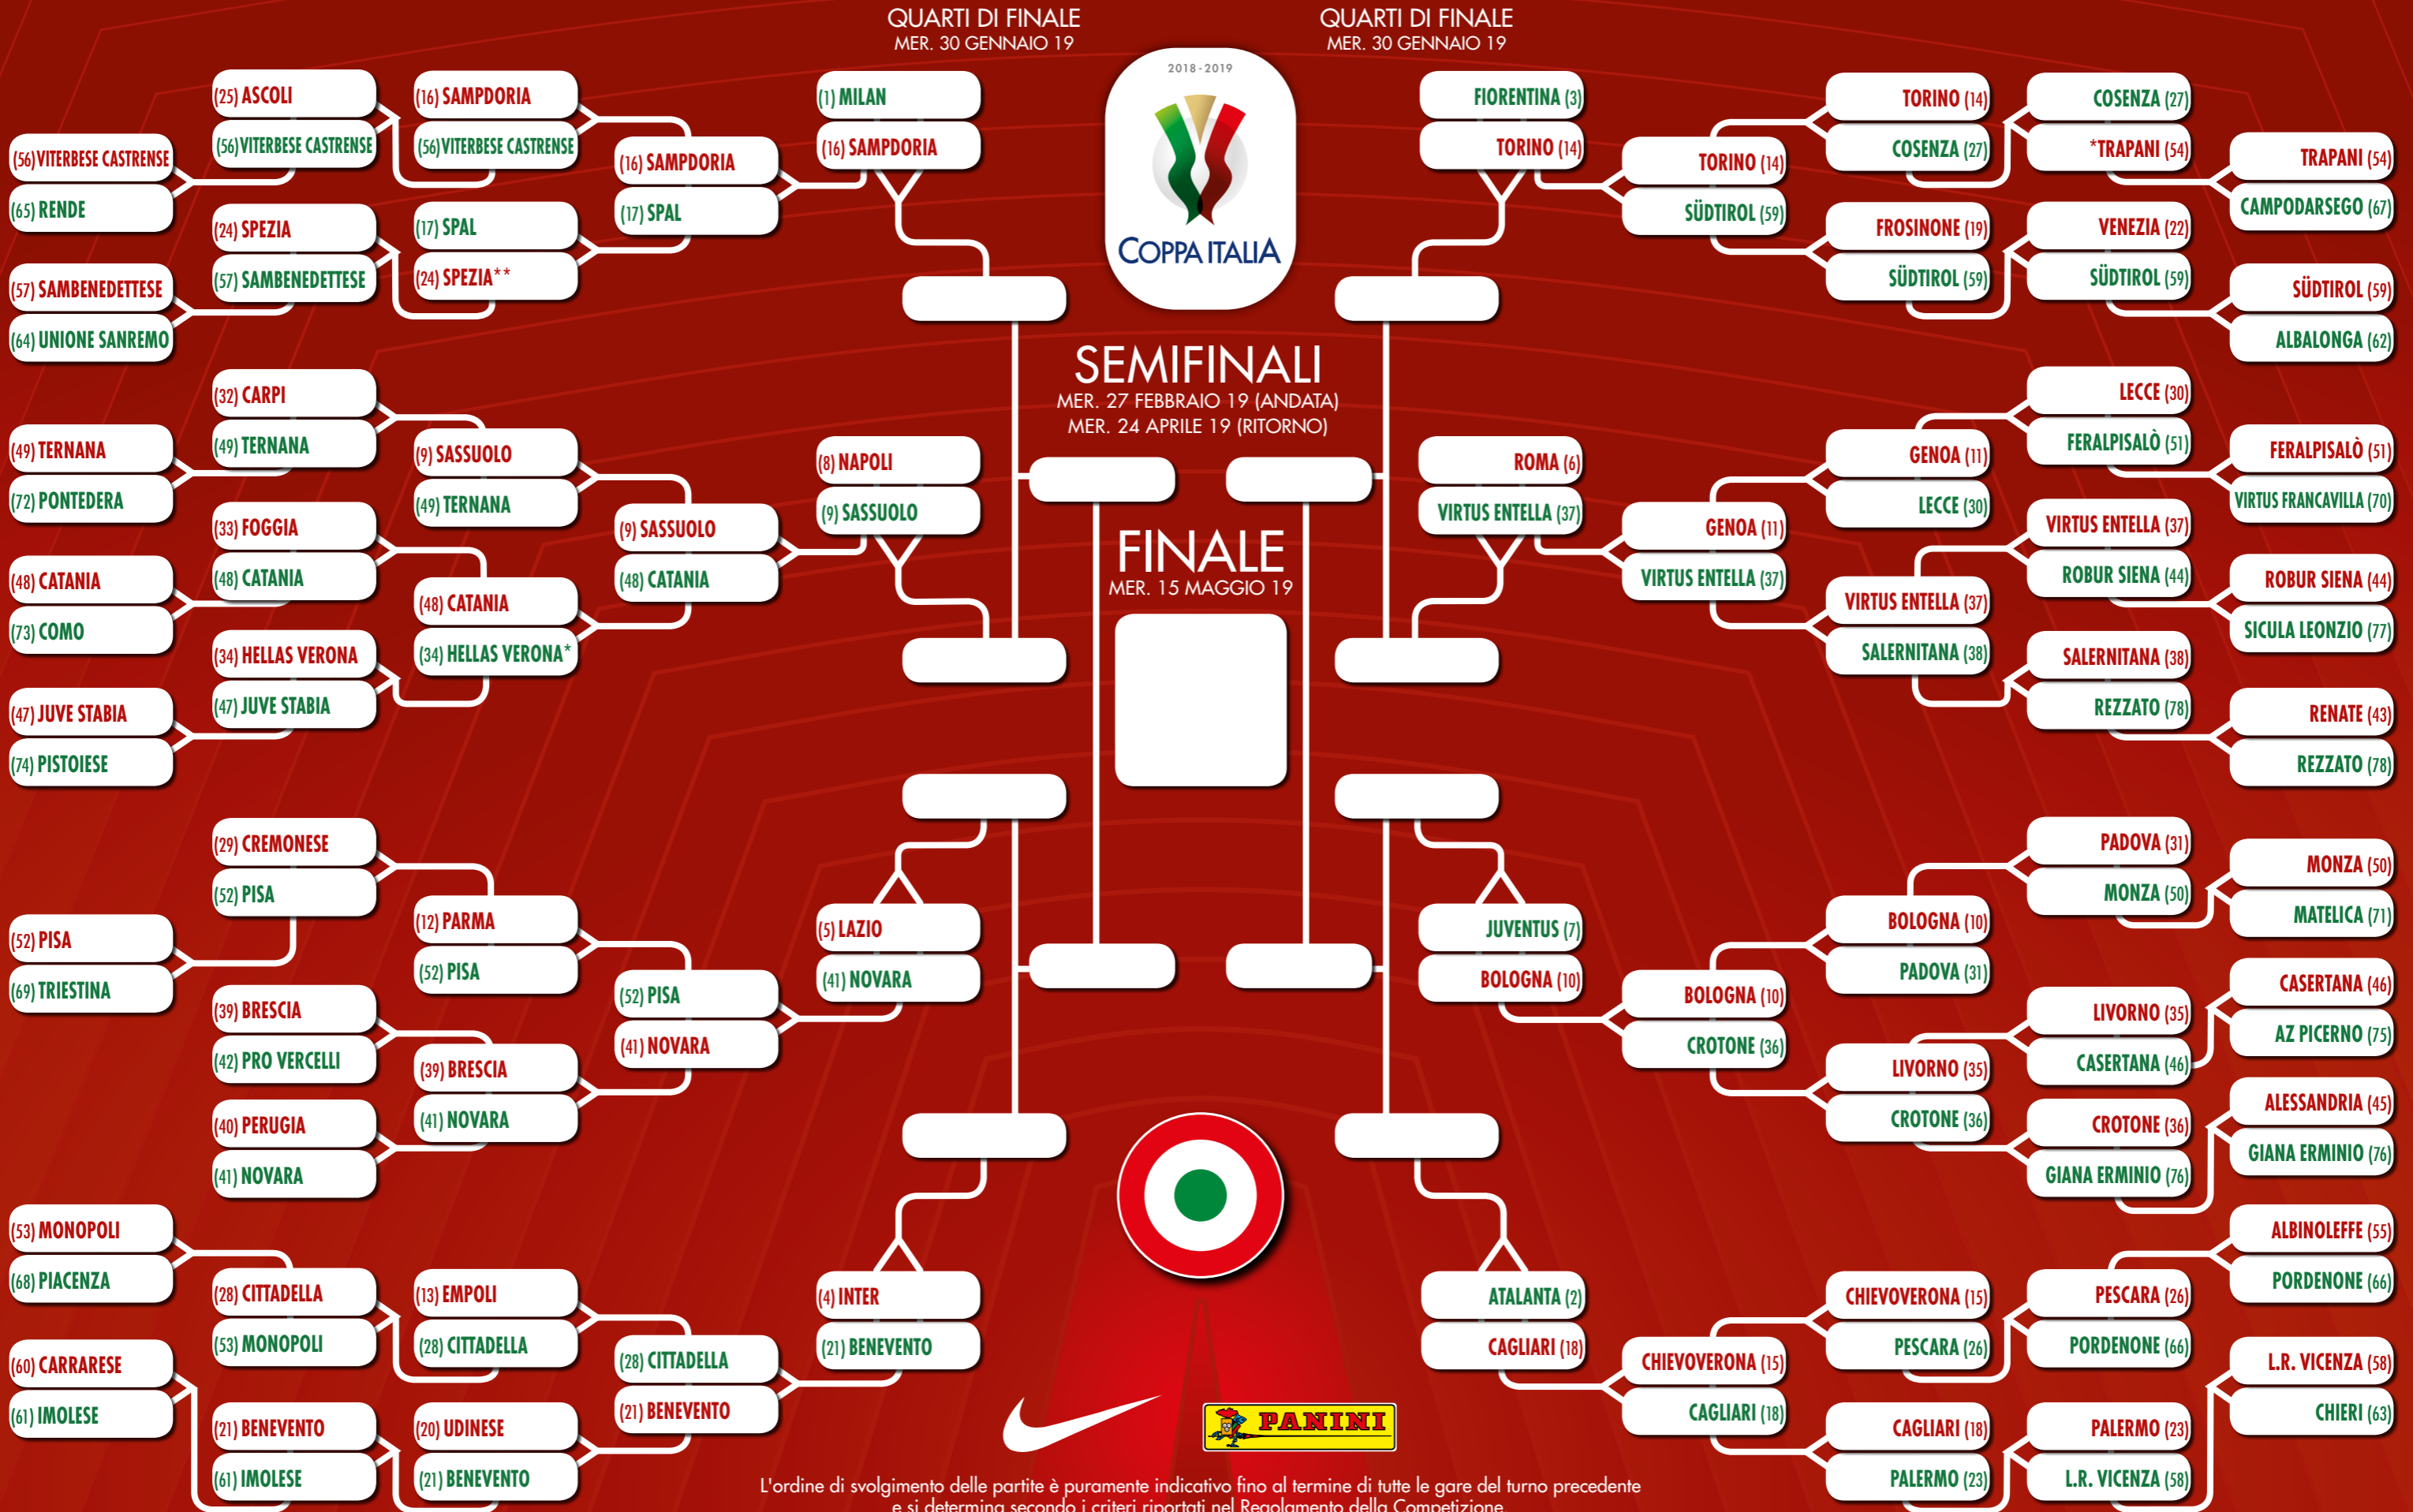 QUARTI DI FINALE
MER. 30 GENNAIO 19
QUARTI DI FINALE
MER. 30 GENNAIO 19
2018-2019
COPPA ITALIA
SEMIFINALI
MER. 27 FEBBRAIO 19 (ANDATA)
MER. 24 APRILE 19 (RITORNO)
FINALE
MER. 15 MAGGIO 19
(56) VITERBESE CASTRENSE
(65) RENDE
(57) SAMBENEDETTESE
(64) UNIONE SANREMO
(49) TERNANA
(72) PONTEDERA
(48) CATANIA
(73) COMO
(47) JUVE STABIA
(74) PISTOIESE
(52) PISA
(69) TRIESTINA
(53) MONOPOLI
(68) PIACENZA
(60) CARRARESE
(61) IMOLESE
(25) ASCOLI
(56) VITERBESE CASTRENSE
(24) SPEZIA
(57) SAMBENEDETTESE
(32) CARPI
(49) TERNANA
(33) FOGGIA
(48) CATANIA
(34) HELLAS VERONA
(47) JUVE STABIA
(29) CREMONESE
(52) PISA
(39) BRESCIA
(42) PRO VERCELLI
(40) PERUGIA
(41) NOVARA
(28) CITTADELLA
(53) MONOPOLI
(21) BENEVENTO
(61) IMOLESE
(16) SAMPDORIA
(56) VITERBESE CASTRENSE
(17) SPAL
(24) SPEZIA**
(9) SASSUOLO
(49) TERNANA
(48) CATANIA
(34) HELLAS VERONA*
(12) PARMA
(52) PISA
(39) BRESCIA
(41) NOVARA
(13) EMPOLI
(28) CITTADELLA
(20) UDINESE
(21) BENEVENTO
(16) SAMPDORIA
(17) SPAL
(9) SASSUOLO
(48) CATANIA
(52) PISA
(41) NOVARA
(28) CITTADELLA
(21) BENEVENTO
(1) MILAN
(16) SAMPDORIA
(8) NAPOLI
(9) SASSUOLO
(5) LAZIO
(41) NOVARA
(4) INTER
(21) BENEVENTO
FIORENTINA (3)
TORINO (14)
ROMA (6)
VIRTUS ENTELLA (37)
JUVENTUS (7)
BOLOGNA (10)
ATALANTA (2)
CAGLIARI (18)
TORINO (14)
SÜDTIROL (59)
GENOA (11)
VIRTUS ENTELLA (37)
BOLOGNA (10)
CROTONE (36)
CHIEVOVERONA (15)
CAGLIARI (18)
TORINO (14)
COSENZA (27)
FROSINONE (19)
SÜDTIROL (59)
GENOA (11)
LECCE (30)
VIRTUS ENTELLA (37)
SALERNITANA (38)
BOLOGNA (10)
PADOVA (31)
LIVORNO (35)
CROTONE (36)
CHIEVOVERONA (15)
PESCARA (26)
CAGLIARI (18)
PALERMO (23)
COSENZA (27)
*TRAPANI (54)
VENEZIA (22)
SÜDTIROL (59)
LECCE (30)
FERALPISALÒ (51)
VIRTUS ENTELLA (37)
ROBUR SIENA (44)
SALERNITANA (38)
REZZATO (78)
PADOVA (31)
MONZA (50)
LIVORNO (35)
CASERTANA (46)
CROTONE (36)
GIANA ERMINIO (76)
PESCARA (26)
PORDENONE (66)
PALERMO (23)
L.R. VICENZA (58)
TRAPANI (54)
CAMPODARSEGO (67)
SÜDTIROL (59)
ALBALONGA (62)
FERALPISALÒ (51)
VIRTUS FRANCAVILLA (70)
ROBUR SIENA (44)
SICULA LEONZIO (77)
RENATE (43)
REZZATO (78)
MONZA (50)
MATELICA (71)
CASERTANA (46)
AZ PICERNO (75)
ALESSANDRIA (45)
GIANA ERMINIO (76)
ALBINOLEFFE (55)
PORDENONE (66)
L.R. VICENZA (58)
CHIERI (63)
PANINI
L'ordine di svolgimento delle partite è puramente indicativo fino al termine di tutte le gare del turno precedente
e si determina secondo i criteri riportati nel Regolamento della Competizione.